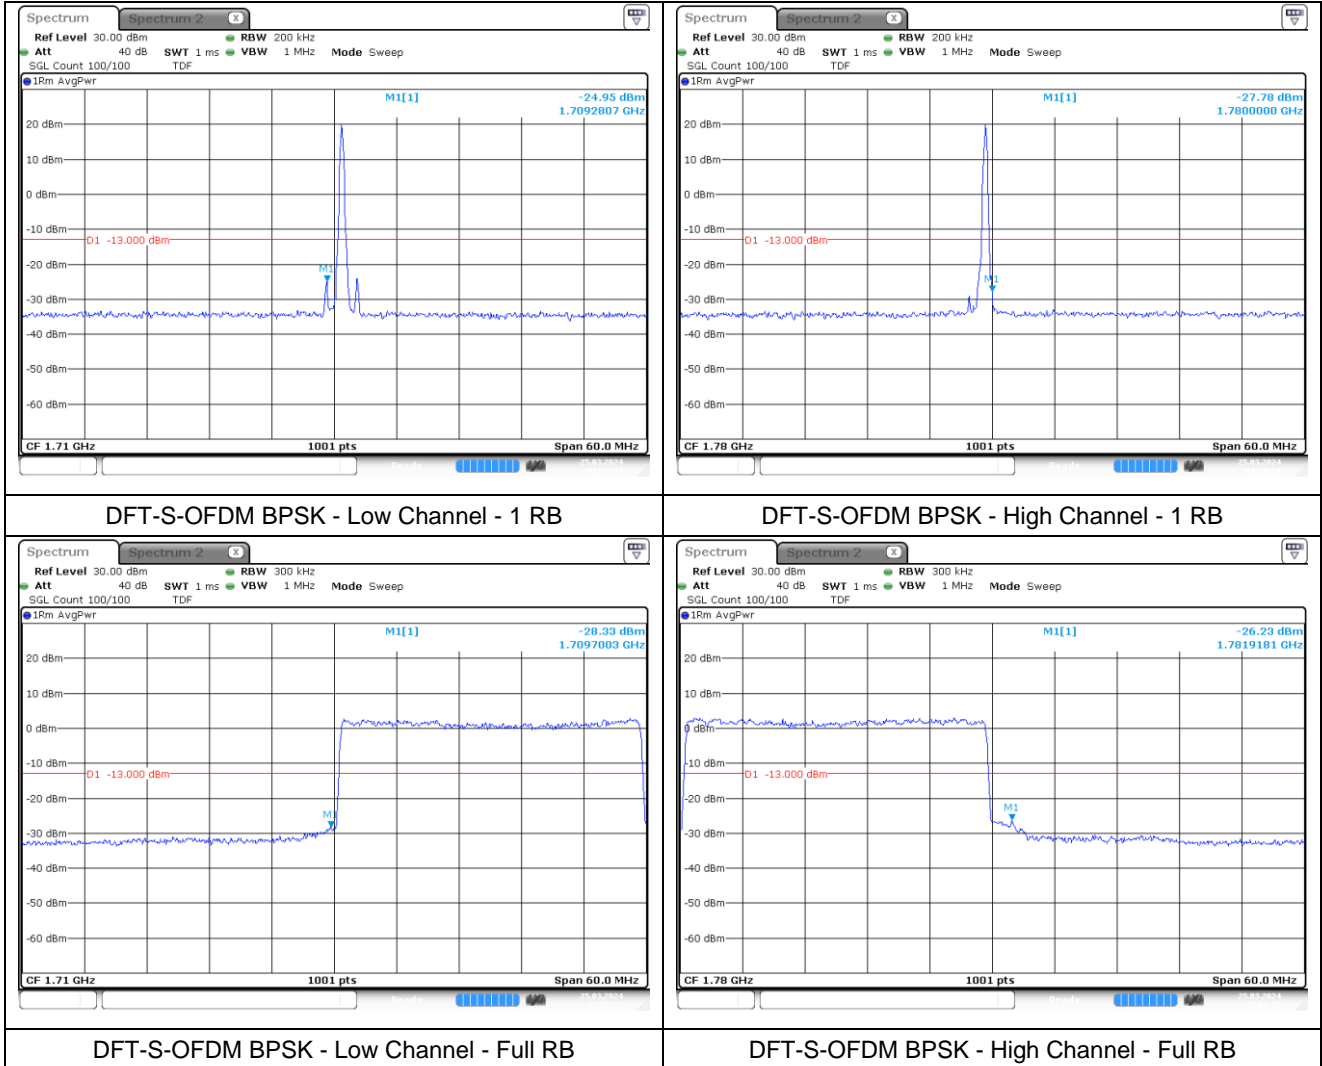 Spectrum Spectrum 2 X
Ref Level 30.00 dBm RBW 200 kHz
Att 40 dB SWT 1 ms VBW 1 MHz Mode Sweep
SGL Count 100/100 TDF
1Rm AvgPwr
M1[1] -24.95 dBm
1.7092807 GHz
20 dBm
10 dBm
0 dBm
-10 dBm
D1 -13.000 dBm
-20 dBm
M1
-30 dBm
-40 dBm
-50 dBm
-60 dBm
CF 1.71 GHz 1001 pts Span 60.0 MHz
Ready 25.03.2024
DFT-S-OFDM BPSK - Low Channel - 1 RB
Spectrum Spectrum 2 X
Ref Level 30.00 dBm RBW 200 kHz
Att 40 dB SWT 1 ms VBW 1 MHz Mode Sweep
SGL Count 100/100 TDF
1Rm AvgPwr
M1[1] -27.78 dBm
1.7800000 GHz
20 dBm
10 dBm
0 dBm
-10 dBm
D1 -13.000 dBm
-20 dBm
M1
-30 dBm
-40 dBm
-50 dBm
-60 dBm
CF 1.78 GHz 1001 pts Span 60.0 MHz
Ready 25.03.2024
DFT-S-OFDM BPSK - High Channel - 1 RB
Spectrum Spectrum 2 X
Ref Level 30.00 dBm RBW 300 kHz
Att 40 dB SWT 1 ms VBW 1 MHz Mode Sweep
SGL Count 100/100 TDF
1Rm AvgPwr
M1[1] -28.33 dBm
1.7097003 GHz
20 dBm
10 dBm
0 dBm
-10 dBm
D1 -13.000 dBm
-20 dBm
M1
-30 dBm
-40 dBm
-50 dBm
-60 dBm
CF 1.71 GHz 1001 pts Span 60.0 MHz
Ready 25.03.2024
DFT-S-OFDM BPSK - Low Channel - Full RB
Spectrum Spectrum 2 X
Ref Level 30.00 dBm RBW 300 kHz
Att 40 dB SWT 1 ms VBW 1 MHz Mode Sweep
SGL Count 100/100 TDF
1Rm AvgPwr
M1[1] -26.23 dBm
1.7819181 GHz
20 dBm
10 dBm
0 dBm
-10 dBm
D1 -13.000 dBm
-20 dBm
M1
-30 dBm
-40 dBm
-50 dBm
-60 dBm
CF 1.78 GHz 1001 pts Span 60.0 MHz
Ready 25.03.2024
DFT-S-OFDM BPSK - High Channel - Full RB